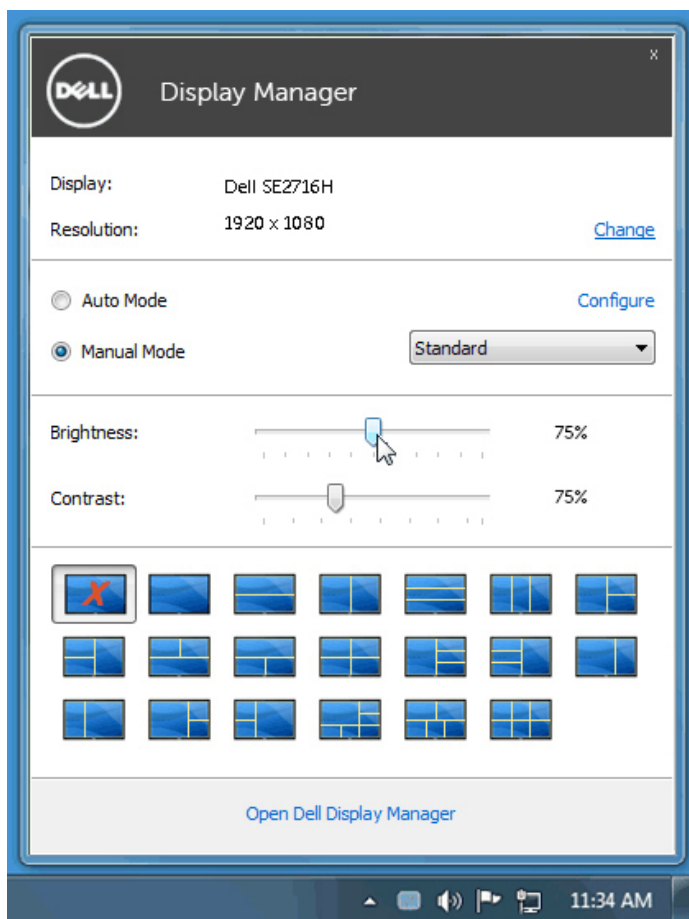 x
DELL Display Manager
Display: Dell SE2716H
Resolution: 1920 x 1080 Change
Auto Mode Configure
Manual Mode Standard
Brightness: 75%
Contrast: 75%
Open Dell Display Manager
11:34 AM